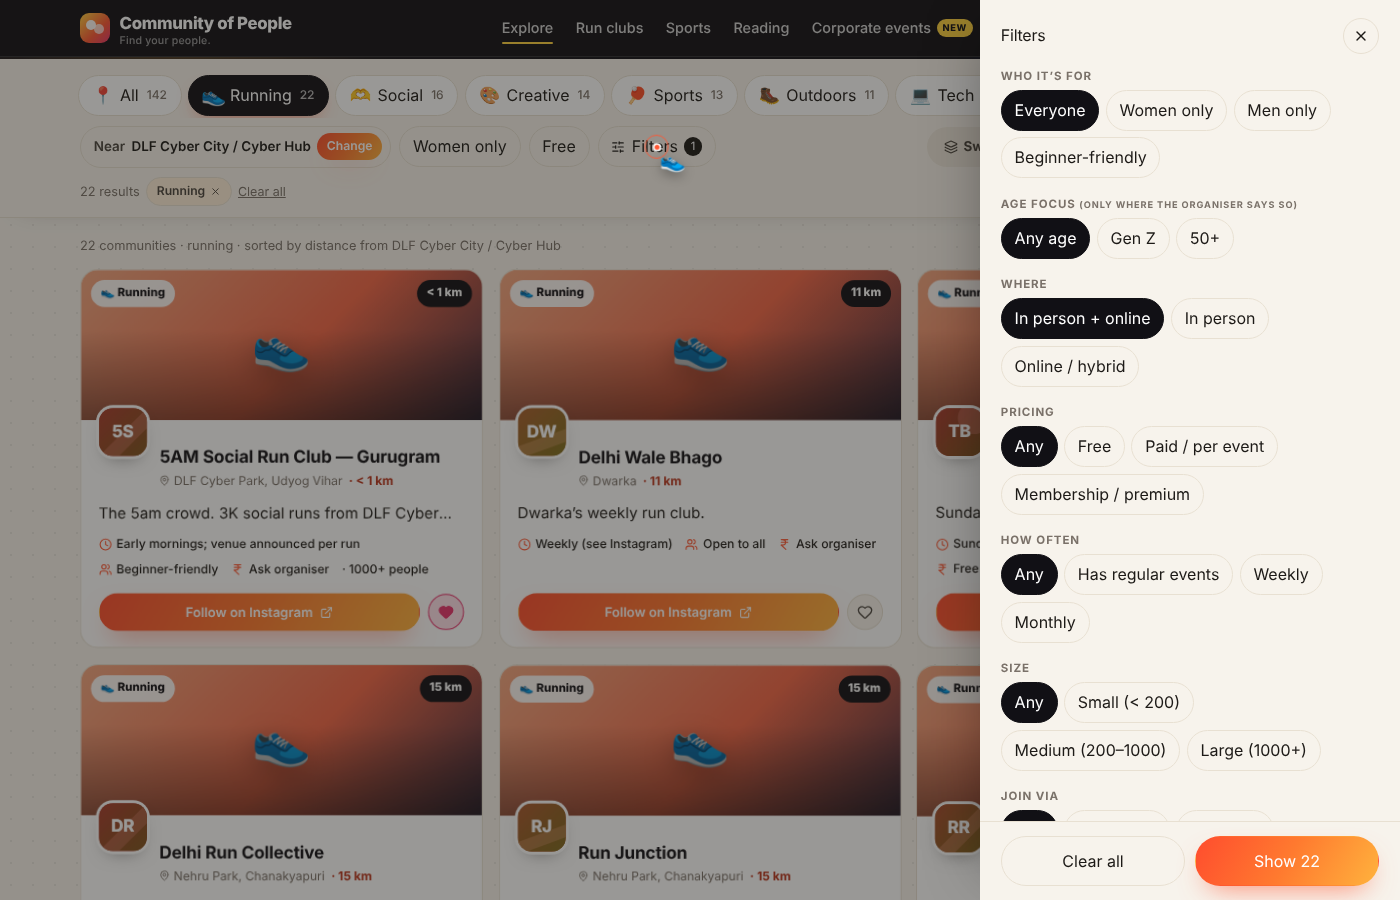 Community of People
Find your people.
Explore Run clubs Sports Reading Corporate events NEW
All 142 Running 22 Social 16 Creative 14 Sports 13 Outdoors 11 Tech
Near DLF Cyber City / Cyber Hub Change Women only Free Filters 1
22 results Running × Clear all
22 communities · running · sorted by distance from DLF Cyber City / Cyber Hub
Running < 1 km
5S
5AM Social Run Club — Gurugram
DLF Cyber Park, Udyog Vihar · < 1 km
The 5am crowd. 3K social runs from DLF Cyber...
Early mornings; venue announced per run
Beginner-friendly ₹ Ask organiser · 1000+ people
Follow on Instagram
Running 11 km
DW
Delhi Wale Bhago
Dwarka · 11 km
Dwarka’s weekly run club.
Weekly (see Instagram) Open to all ₹ Ask organiser
Follow on Instagram
TB
₹ Free
Running 15 km
DR
Delhi Run Collective
Nehru Park, Chanakyapuri · 15 km
Running 15 km
RJ
Run Junction
Nehru Park, Chanakyapuri · 15 km
RR
Filters
WHO IT’S FOR
Everyone Women only Men only
Beginner-friendly
AGE FOCUS (ONLY WHERE THE ORGANISER SAYS SO)
Any age Gen Z 50+
WHERE
In person + online In person
Online / hybrid
PRICING
Any Free Paid / per event
Membership / premium
HOW OFTEN
Any Has regular events Weekly
Monthly
SIZE
Any Small (< 200)
Medium (200–1000) Large (1000+)
JOIN VIA
Clear all Show 22